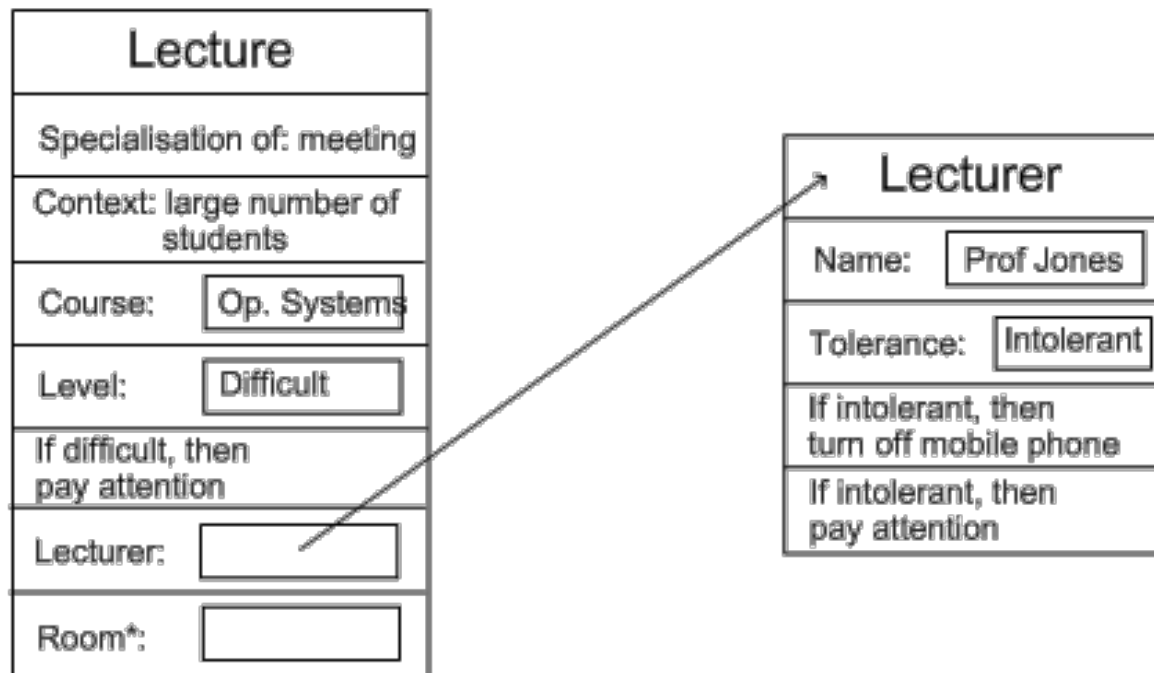 Lecture
Specialisation of: meeting
Context: large number of
students
Course: Op. Systems
Level: Difficult
If difficult, then
pay attention
Lecturer:
Room*:
Lecturer
Name: Prof Jones
Tolerance: Intolerant
If intolerant, then
turn off mobile phone
If intolerant, then
pay attention